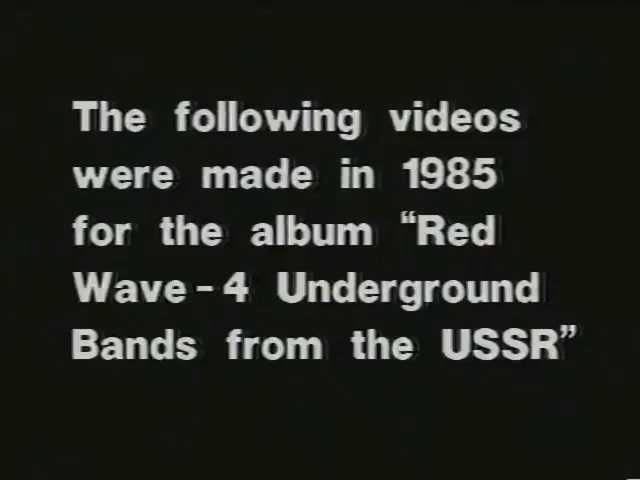 The following videos
were made in 1985
for the album “Red
Wave-4 Underground
Bands from the USSR”